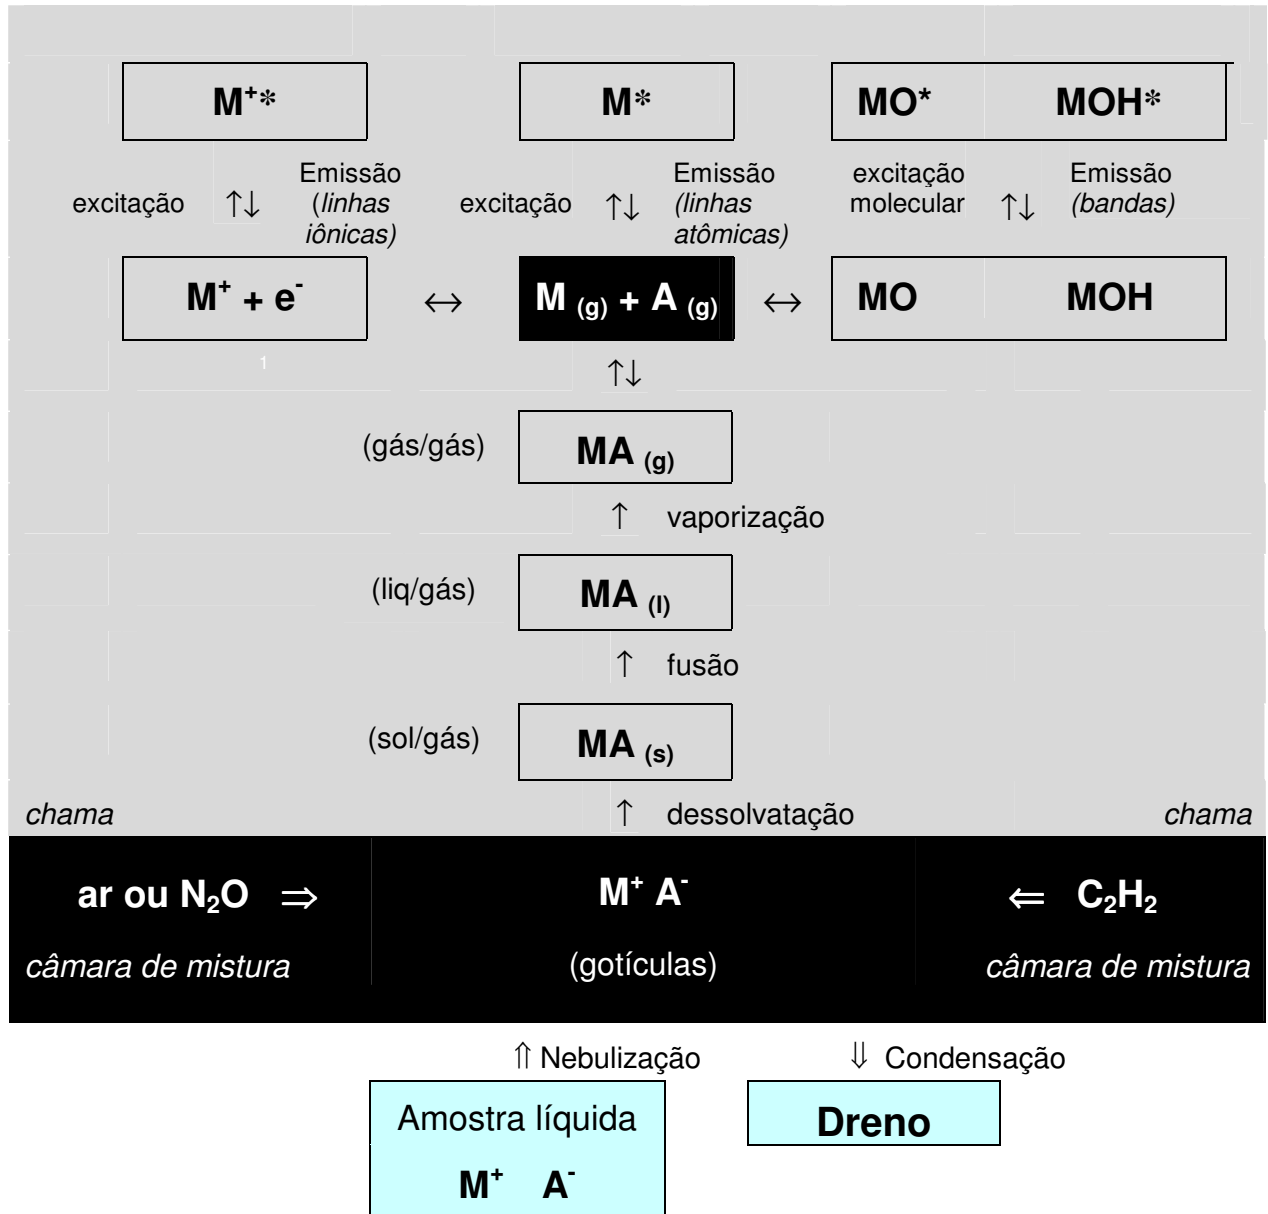 M⁺* M* MO* MOH*
excitação ↑↓ Emissão (linhas iônicas) excitação ↑↓ Emissão (linhas atômicas) excitação molecular ↑↓ Emissão (bandas)
M⁺ + e⁻ ↔ M (g) + A (g) ↔ MO MOH
1 ↑↓
(gás/gás) MA (g)
↑ vaporização
(liq/gás) MA (l)
↑ fusão
(sol/gás) MA (s)
chama ↑ dessolvatação chama
ar ou N₂O ⇒ M⁺ A⁻ ⇐ C₂H₂
câmara de mistura (gotículas) câmara de mistura
⇑ Nebulização ⇓ Condensação
Amostra líquida Dreno
M⁺ A⁻